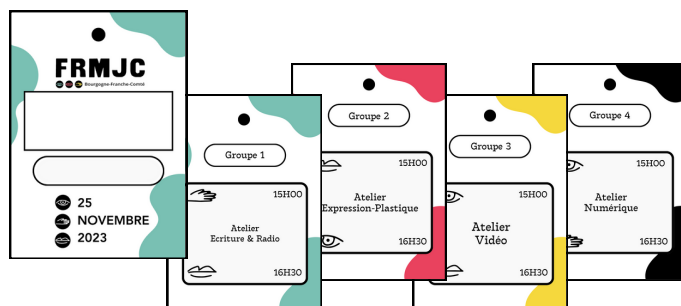 FRMJC
Bourgogne-Franche-Comté
25
NOVEMBRE
2023
Groupe 1
15H00
Atelier
Ecriture & Radio
16H30
Groupe 2
15H00
Atelier
Expression-Plastique
16H30
Groupe 3
15H00
Atelier
Vidéo
16H30
Groupe 4
15H00
Atelier
Numérique
16H30